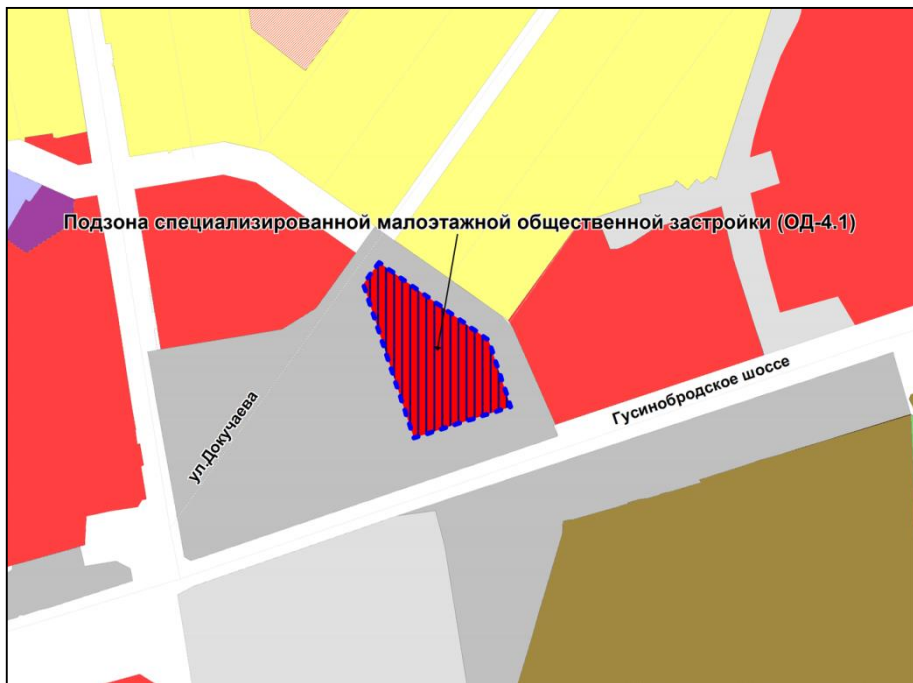 Подзона специализированной малоэтажной общественной застройки (ОД-4.1)
Гусинобродское шоссе
ул.Докучаева